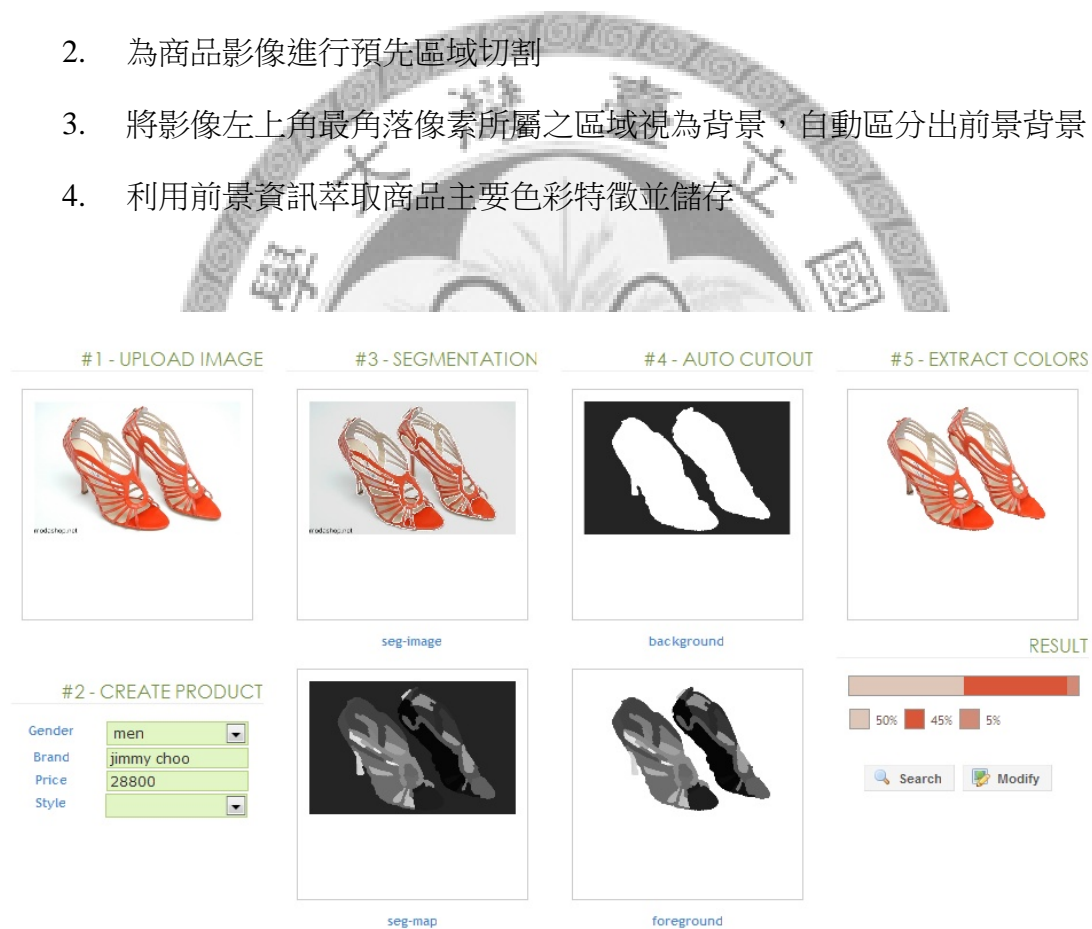 2. 為商品影像進行預先區域切割
3. 將影像左上角最角落像素所屬之區域視為背景，自動區分出前景背景
4. 利用前景資訊萃取商品主要色彩特徵並儲存
#1 - UPLOAD IMAGE
#3 - SEGMENTATION
#4 - AUTO CUTOUT
#5 - EXTRACT COLORS
modashop.net
modashop.net
seg-image
background
RESULT
#2 - CREATE PRODUCT
Gender men
Brand jimmy choo
Price 28800
Style
50% 45% 5%
Search Modify
seg-map
foreground